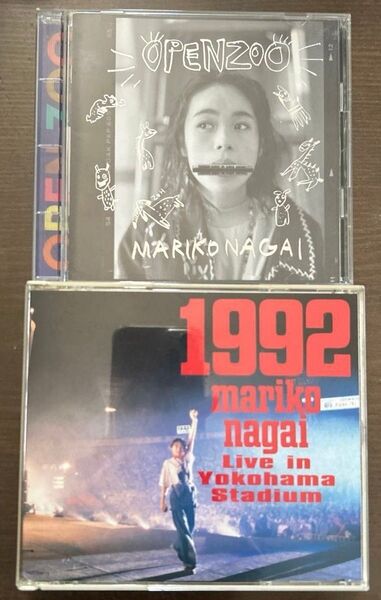 OPEN ZOO
OPENZOO
MARIKO NAGAI
1992
mariko
nagai
Live in
Yokohama
Stadium